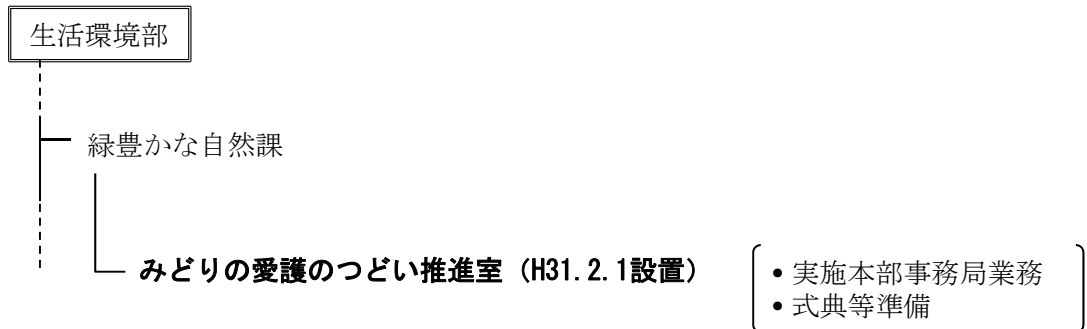 生活環境部
緑豊かな自然課
みどりの愛護のつどい推進室（H31.2.1設置）
•実施本部事務局業務
•式典等準備